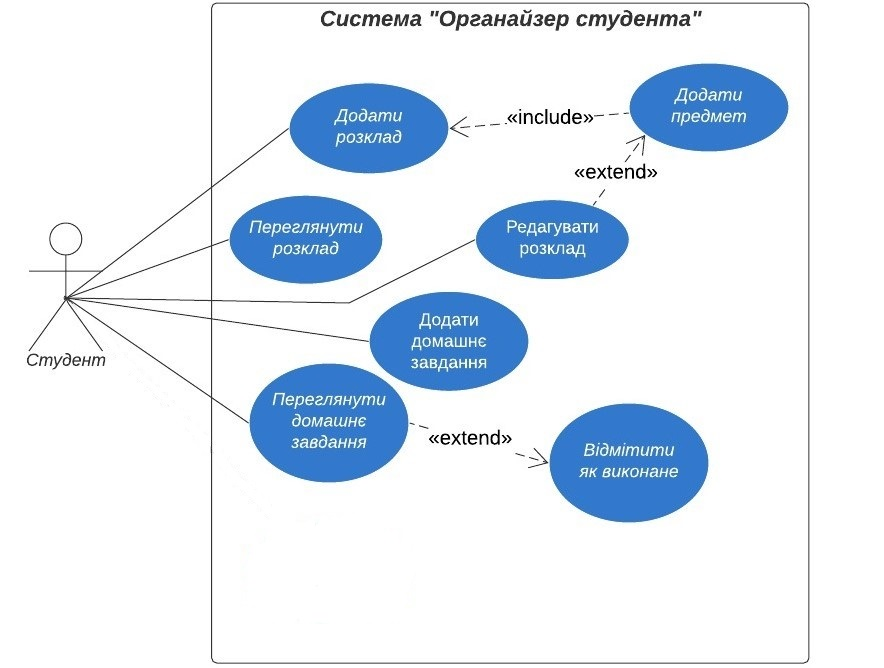 Система "Органайзер студента"
Додати
розклад
«include»
Додати
предмет
«extend»
Переглянути
розклад
Редагувати
розклад
Додати
домашнє
завдання
Студент
Переглянути
домашнє
завдання
«extend»
Відмітити
як виконане